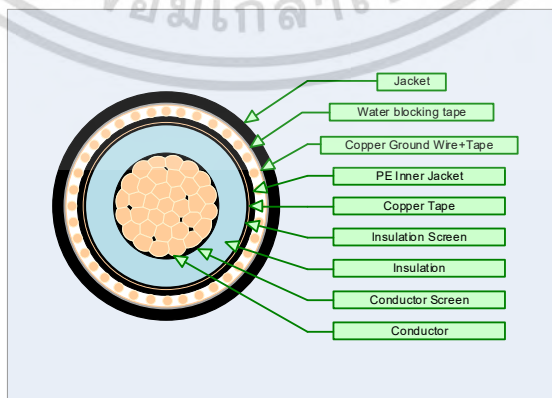 Jacket
Water blocking tape
Copper Ground Wire+Tape
PE Inner Jacket
Copper Tape
Insulation Screen
Insulation
Conductor Screen
Conductor